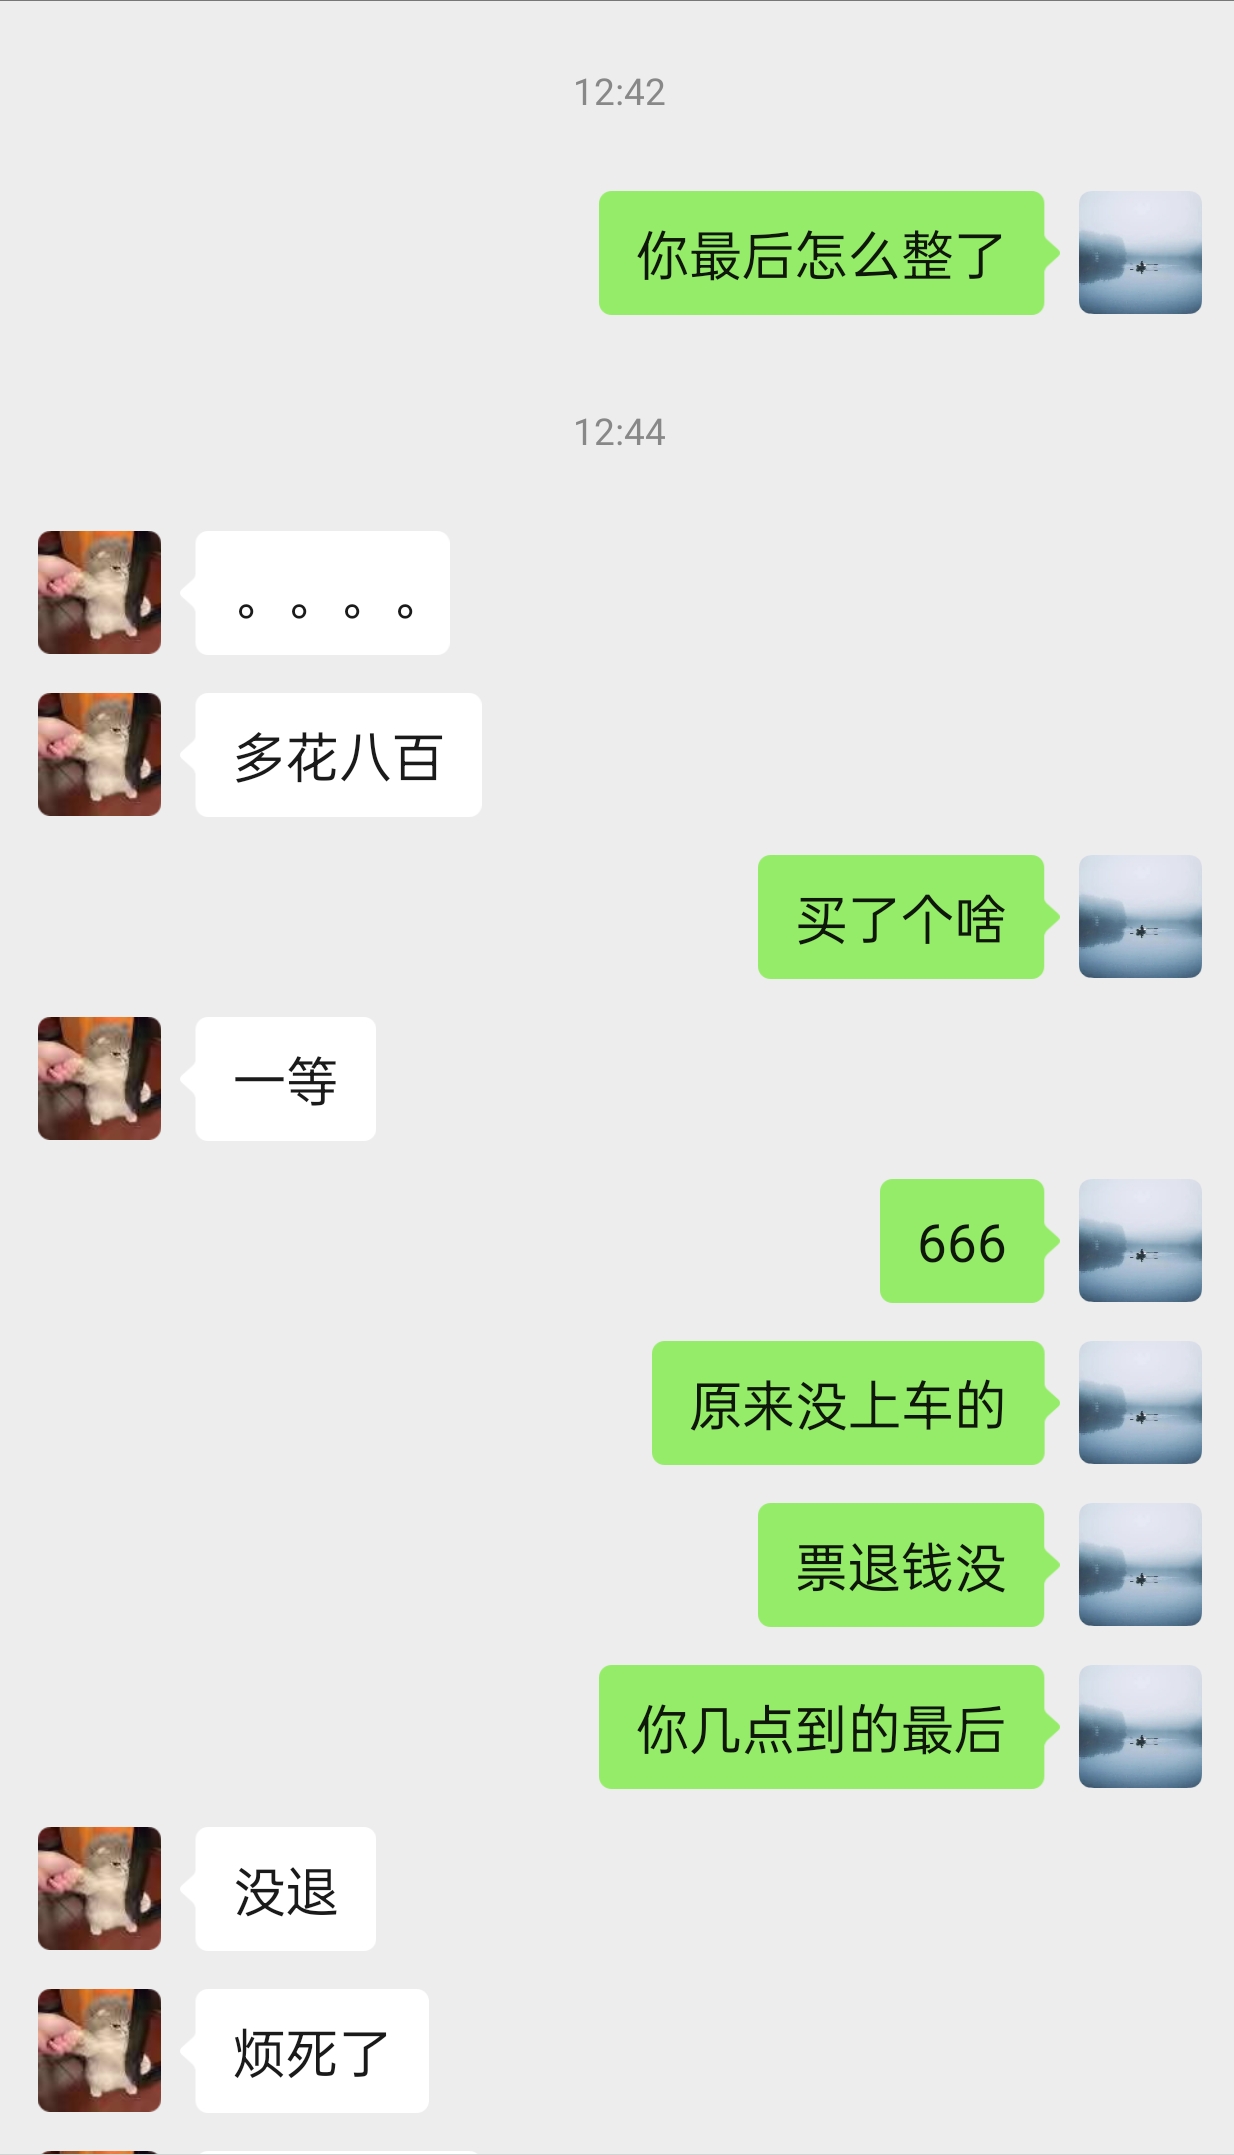 12:42
你最后怎么整了
12:44
。。。。
多花八百
买了个啥
一等
666
原来没上车的
票退钱没
你几点到的最后
没退
烦死了